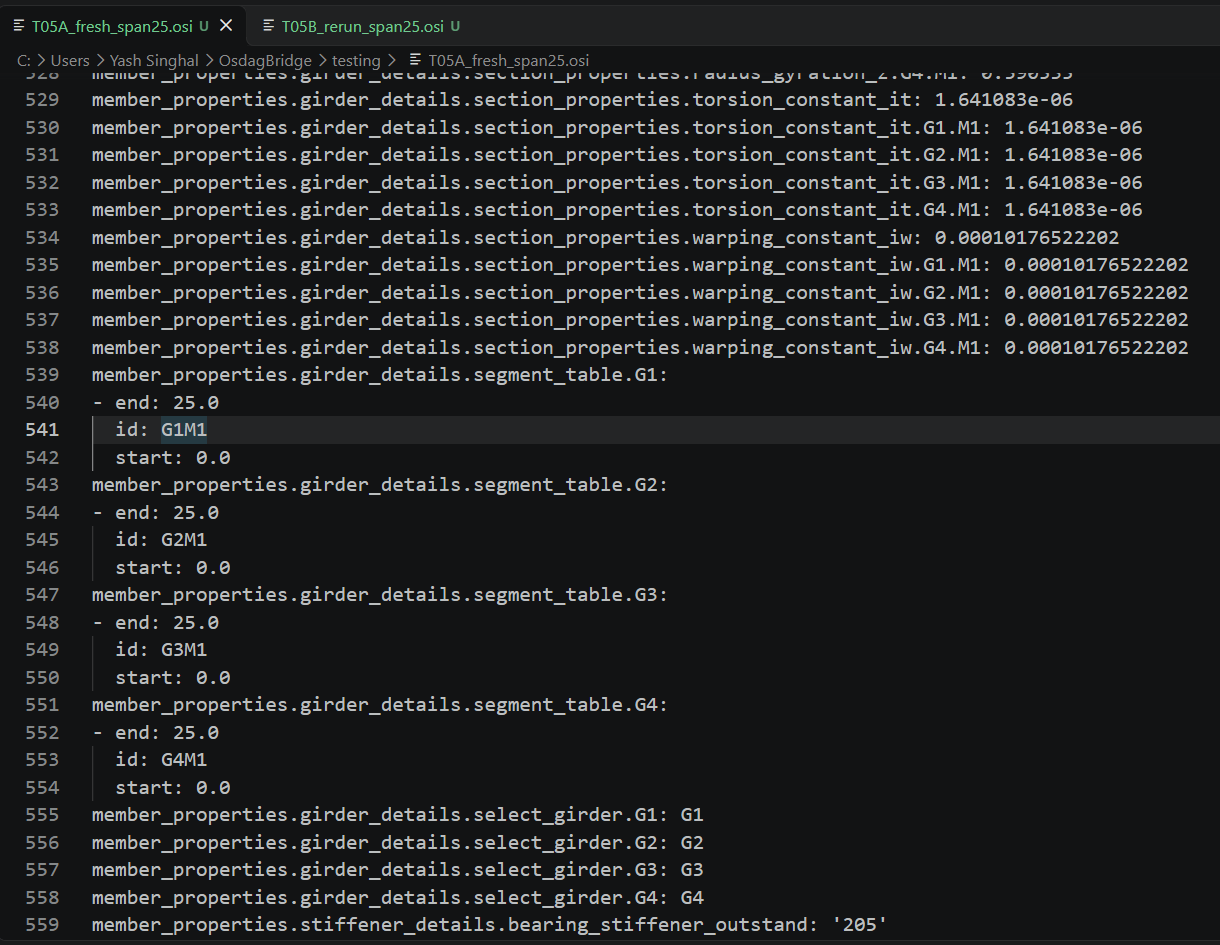 T05A_fresh_span25.osi U T05B_rerun_span25.osi U
C: > Users > Yash Singhal > OsdagBridge > testing > T05A_fresh_span25.osi
528 member_properties.girder_details.section_properties.radius_gyration_z.G4.M1: 0.590555
529 member_properties.girder_details.section_properties.torsion_constant_it: 1.641083e-06
530 member_properties.girder_details.section_properties.torsion_constant_it.G1.M1: 1.641083e-06
531 member_properties.girder_details.section_properties.torsion_constant_it.G2.M1: 1.641083e-06
532 member_properties.girder_details.section_properties.torsion_constant_it.G3.M1: 1.641083e-06
533 member_properties.girder_details.section_properties.torsion_constant_it.G4.M1: 1.641083e-06
534 member_properties.girder_details.section_properties.warping_constant_iw: 0.00010176522202
535 member_properties.girder_details.section_properties.warping_constant_iw.G1.M1: 0.00010176522202
536 member_properties.girder_details.section_properties.warping_constant_iw.G2.M1: 0.00010176522202
537 member_properties.girder_details.section_properties.warping_constant_iw.G3.M1: 0.00010176522202
538 member_properties.girder_details.section_properties.warping_constant_iw.G4.M1: 0.00010176522202
539 member_properties.girder_details.segment_table.G1:
540 - end: 25.0
541 id: G1M1
542 start: 0.0
543 member_properties.girder_details.segment_table.G2:
544 - end: 25.0
545 id: G2M1
546 start: 0.0
547 member_properties.girder_details.segment_table.G3:
548 - end: 25.0
549 id: G3M1
550 start: 0.0
551 member_properties.girder_details.segment_table.G4:
552 - end: 25.0
553 id: G4M1
554 start: 0.0
555 member_properties.girder_details.select_girder.G1: G1
556 member_properties.girder_details.select_girder.G2: G2
557 member_properties.girder_details.select_girder.G3: G3
558 member_properties.girder_details.select_girder.G4: G4
559 member_properties.stiffener_details.bearing_stiffener_outstand: '205'